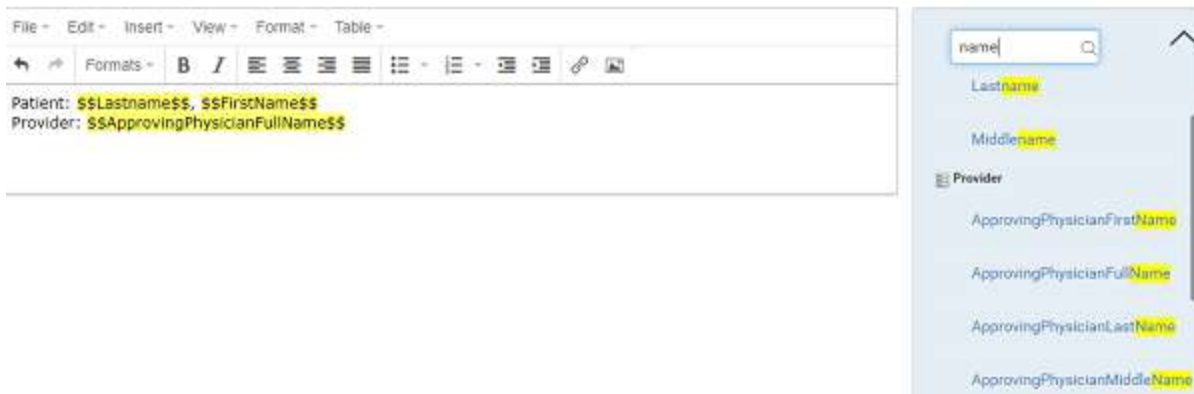 File Edit Insert View Format Table
Formats B I
Patient: $$Lastname$$, $$FirstName$$
Provider: $$ApprovingPhysicianFullName$$
name
Lastname
Middlename
Provider
ApprovingPhysicianFirstName
ApprovingPhysicianFullName
ApprovingPhysicianLastName
ApprovingPhysicianMiddleName